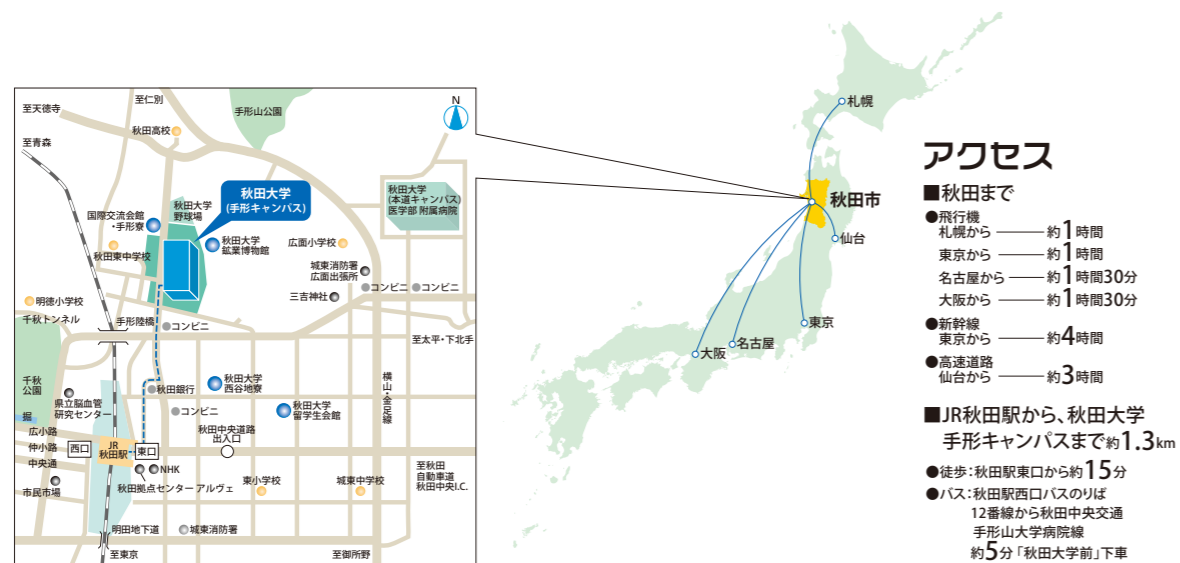 至天徳寺
至仁別
手形山公園
N
秋田高校
至青森
秋田大学
(手形キャンパス)
秋田大学
(本道キャンパス)
医学部 附属病院
秋田大学
野球場
国際交流会館
・手形寮
秋田大学
鉱業博物館
広面小学校
秋田東中学校
城東消防署
広面出張所
コンビニ
コンビニ
三吉神社
明徳小学校
千秋トンネル
手形陸橋
コンビニ
至太平・下北手
千秋
公園
秋田銀行
秋田大学
西谷地寮
横山・金足線
県立脳血管
研究センター
コンビニ
秋田大学
留学生会館
堀
広小路
秋田中央道路
出入口
仲小路
西口
JR
秋田駅
東口
中央通
NHK
至秋田
自動車道
秋田中央I.C.
市民市場
秋田拠点センター アルヴェ
東小学校
城東中学校
明田地下道
城東消防署
至東京
至御所野
札幌
秋田市
仙台
東京
名古屋
大阪
アクセス
■秋田まで
●飛行機
札幌から 約1時間
東京から 約1時間
名古屋から 約1時間30分
大阪から 約1時間30分
●新幹線
東京から 約4時間
●高速道路
仙台から 約3時間
■JR秋田駅から、秋田大学
手形キャンパスまで約1.3km
●徒歩:秋田駅東口から約15分
●バス:秋田駅西口バスのりば
12番線から秋田中央交通
手形山大学病院線
約5分「秋田大学前」下車